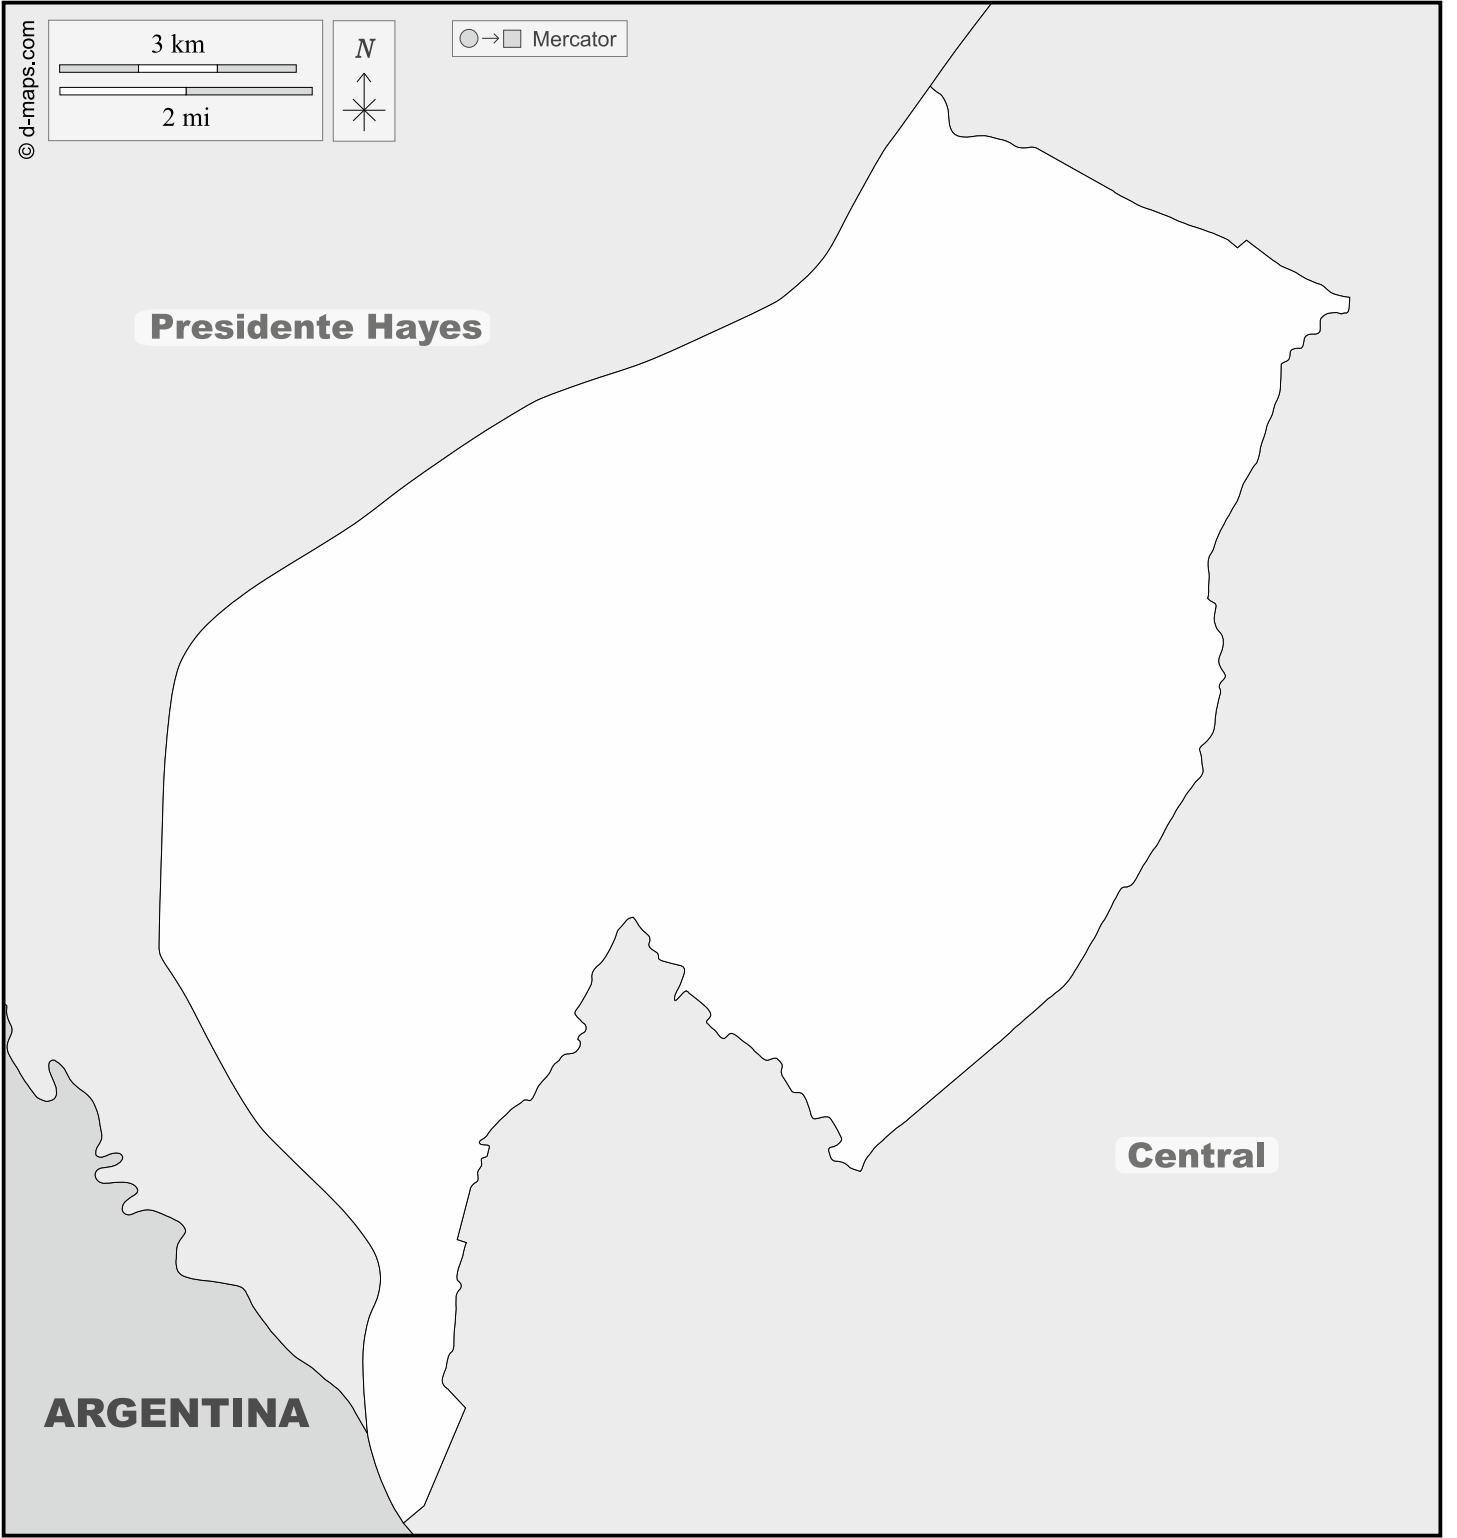 © d-maps.com
3 km
2 mi
N
Mercator
Presidente Hayes
Central
ARGENTINA